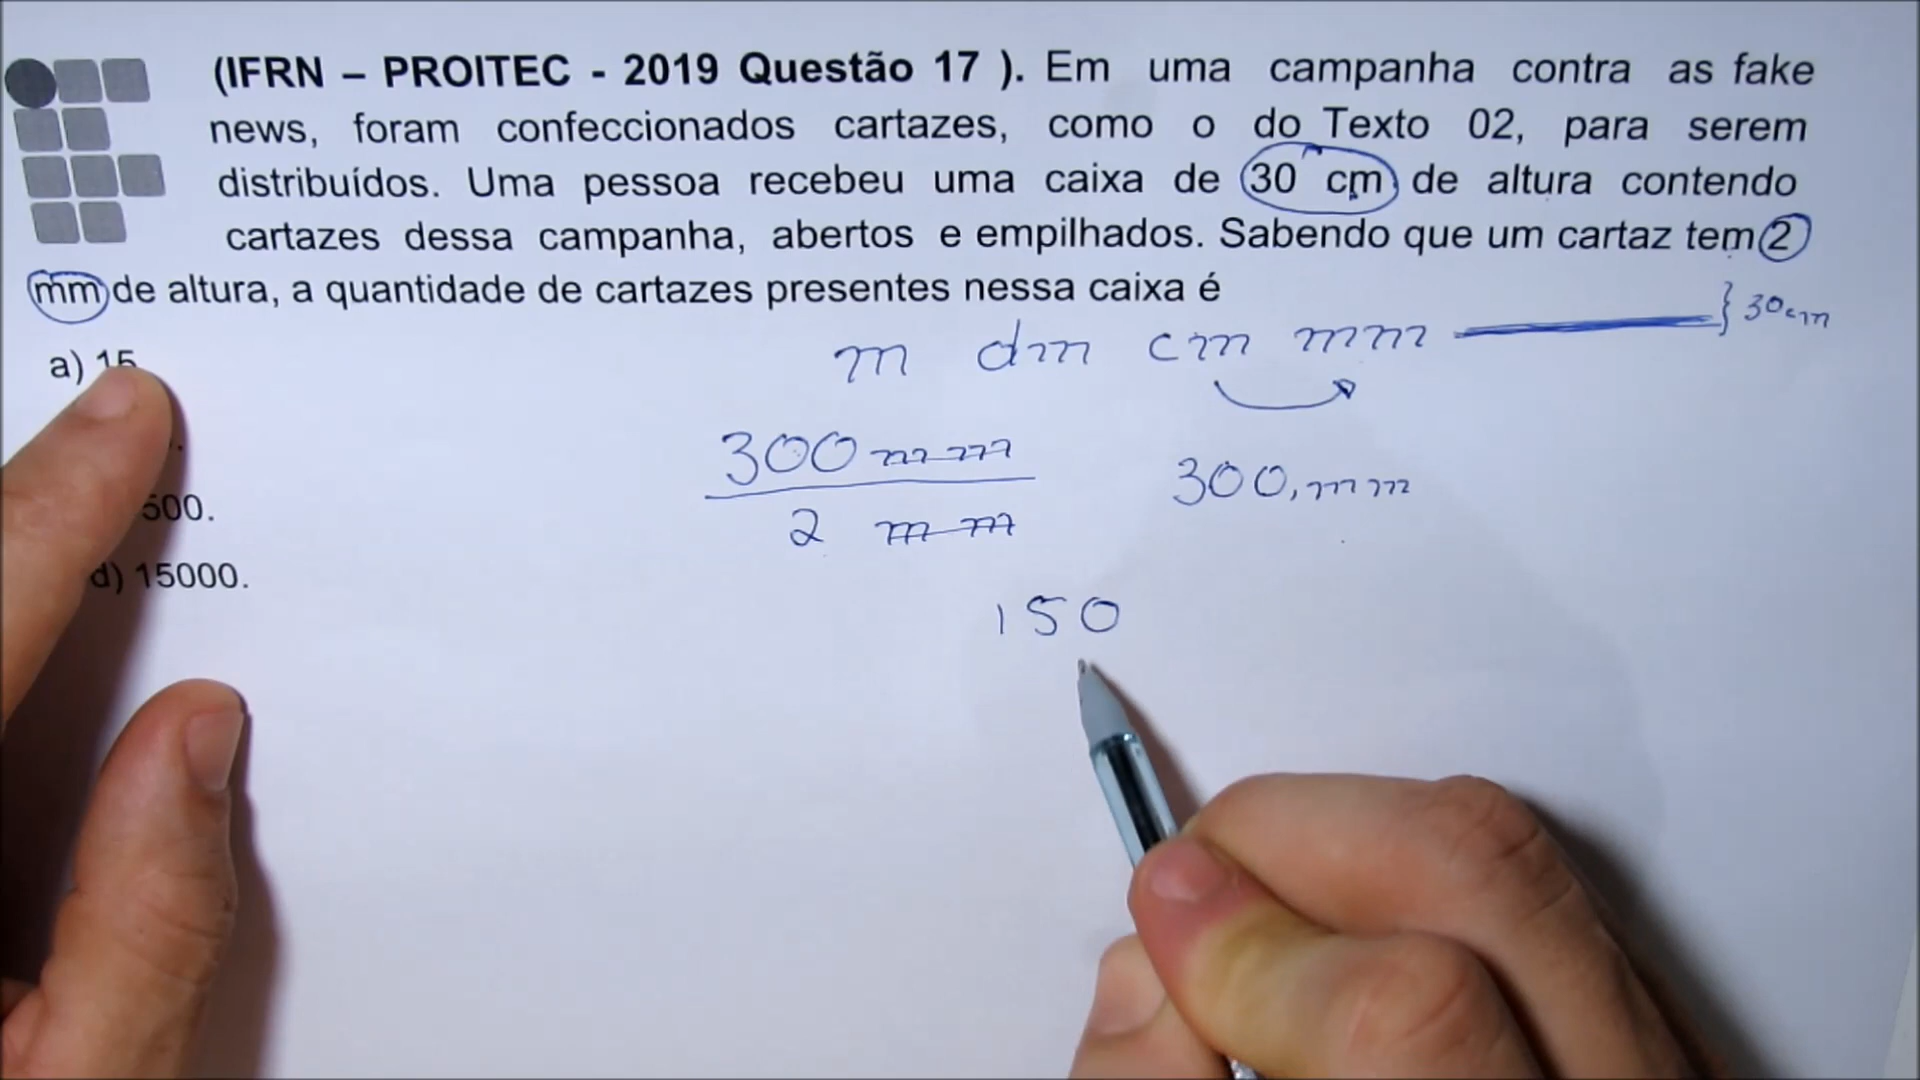 (IFRN – PROITEC - 2019 Questão 17 ). Em uma campanha contra as fake
news, foram confeccionados cartazes, como o do Texto 02, para serem
distribuídos. Uma pessoa recebeu uma caixa de 30 cm de altura contendo
cartazes dessa campanha, abertos e empilhados. Sabendo que um cartaz tem 2
mm de altura, a quantidade de cartazes presentes nessa caixa é
30cm
m dm cm mm
a) 15
300 mm
300,mm
2 mm
500.
d) 15000.
150